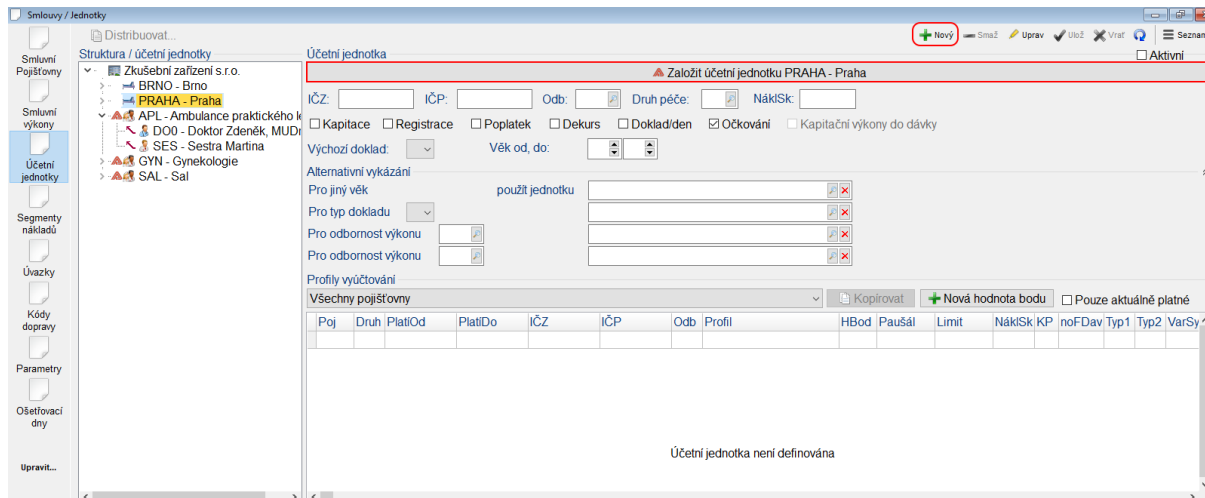 Smlouvy / Jednotky
Distribuovat...
Nový Smaž Uprav Ulož Vrať Seznam
Smluvní
Pojišťovny
Smluvní
výkony
Účetní
jednotky
Segmenty
nákladů
Úvazky
Kódy
dopravy
Parametry
Ošetřovací
dny
Upravit...
Struktura / účetní jednotky
Zkušební zařízení s.r.o.
BRNO - Brno
PRAHA - Praha
APL - Ambulance praktického lé
DO0 - Doktor Zdeněk, MUDr
SES - Sestra Martina
GYN - Gynekologie
SAL - Sal
Účetní jednotka Aktivní
Založit účetní jednotku PRAHA - Praha
IČZ: IČP: Odb: Druh péče: NáklSk:
Kapitace Registrace Poplatek Dekurs Doklad/den Očkování Kapitační výkony do dávky
Výchozí doklad: Věk od, do:
Alternativní vykázání
Pro jiný věk použít jednotku
Pro typ dokladu
Pro odbornost výkonu
Pro odbornost výkonu
Profily vyúčtování
Všechny pojišťovny Kopírovat Nová hodnota bodu Pouze aktuálně platné
Poj Druh PlatíOd PlatíDo IČZ IČP Odb Profil HBod Paušál Limit NáklSk KP noFDav Typ1 Typ2 VarSy
Účetní jednotka není definována